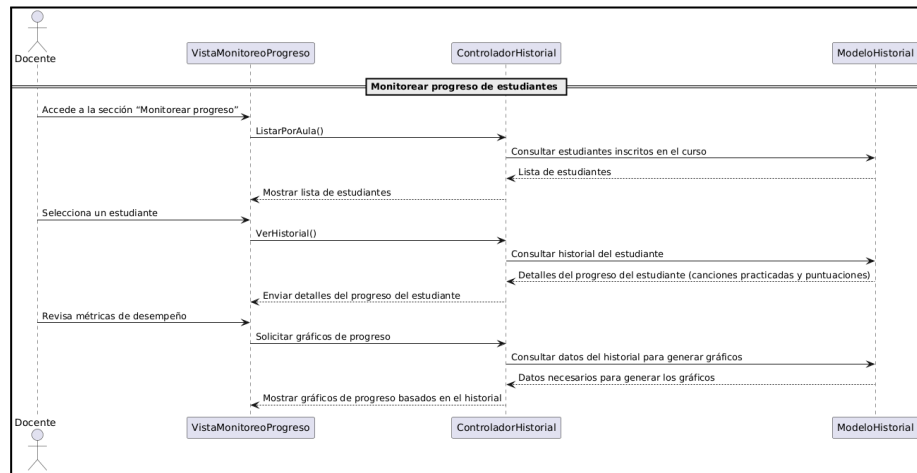 Docente
VistaMonitoreoProgreso
ControladorHistorial
ModeloHistorial
Monitorear progreso de estudiantes
Accede a la sección “Monitorear progreso”
ListarPorAula()
Consultar estudiantes inscritos en el curso
Lista de estudiantes
Mostrar lista de estudiantes
Selecciona un estudiante
VerHistorial()
Consultar historial del estudiante
Detalles del progreso del estudiante (canciones practicadas y puntuaciones)
Enviar detalles del progreso del estudiante
Revisa métricas de desempeño
Solicitar gráficos de progreso
Consultar datos del historial para generar gráficos
Datos necesarios para generar los gráficos
Mostrar gráficos de progreso basados en el historial
Docente
VistaMonitoreoProgreso
ControladorHistorial
ModeloHistorial